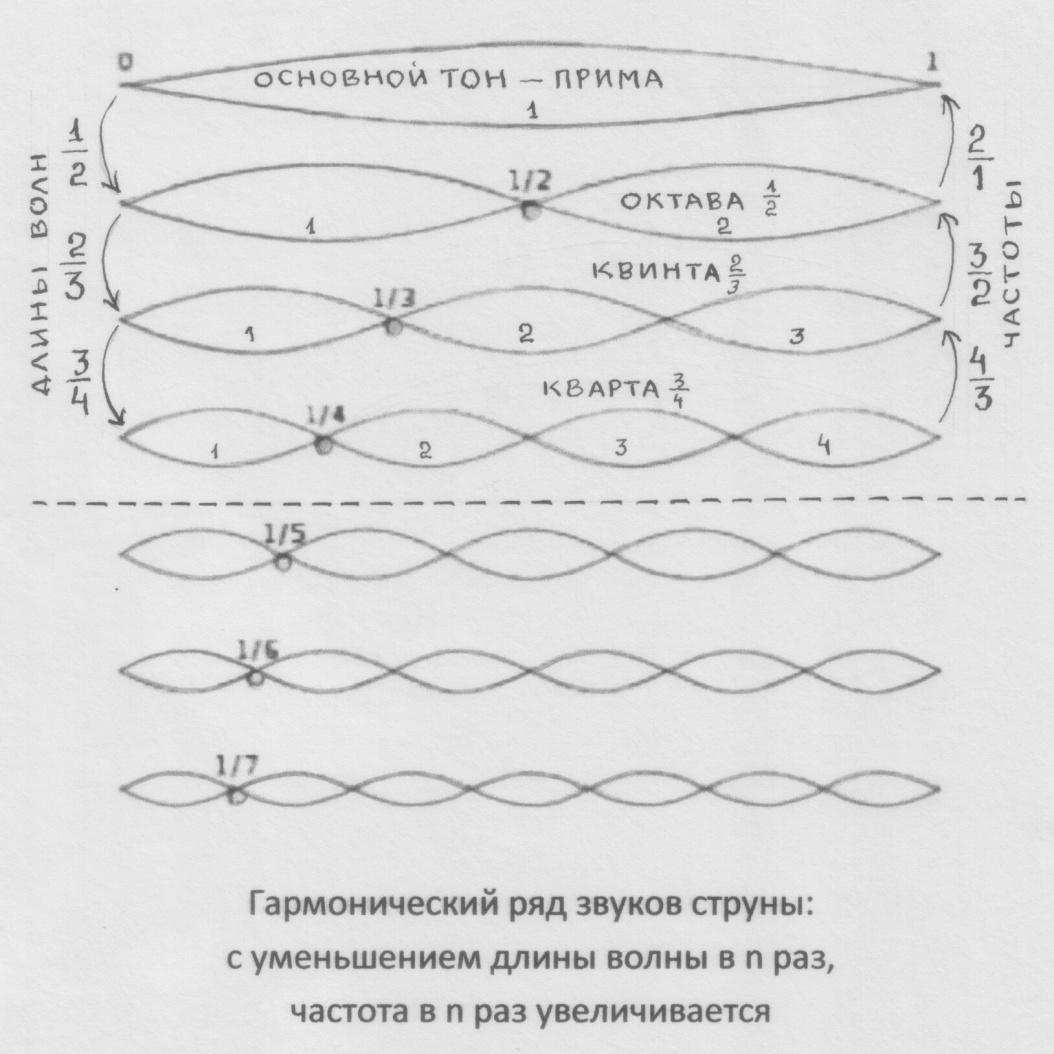 0
1
ОСНОВНОЙ ТОН — ПРИМА
1
ДЛИНЫ ВОЛН
1/2
2/3
3/4
2/1
3/2
4/3
ЧАСТОТЫ
1/2
ОКТАВА 1/2
1
2
КВИНТА 2/3
1/3
1
2
3
КВАРТА 3/4
1/4
1
2
3
4
1/5
1/6
1/7
Гармонический ряд звуков струны:
с уменьшением длины волны в n раз,
частота в n раз увеличивается